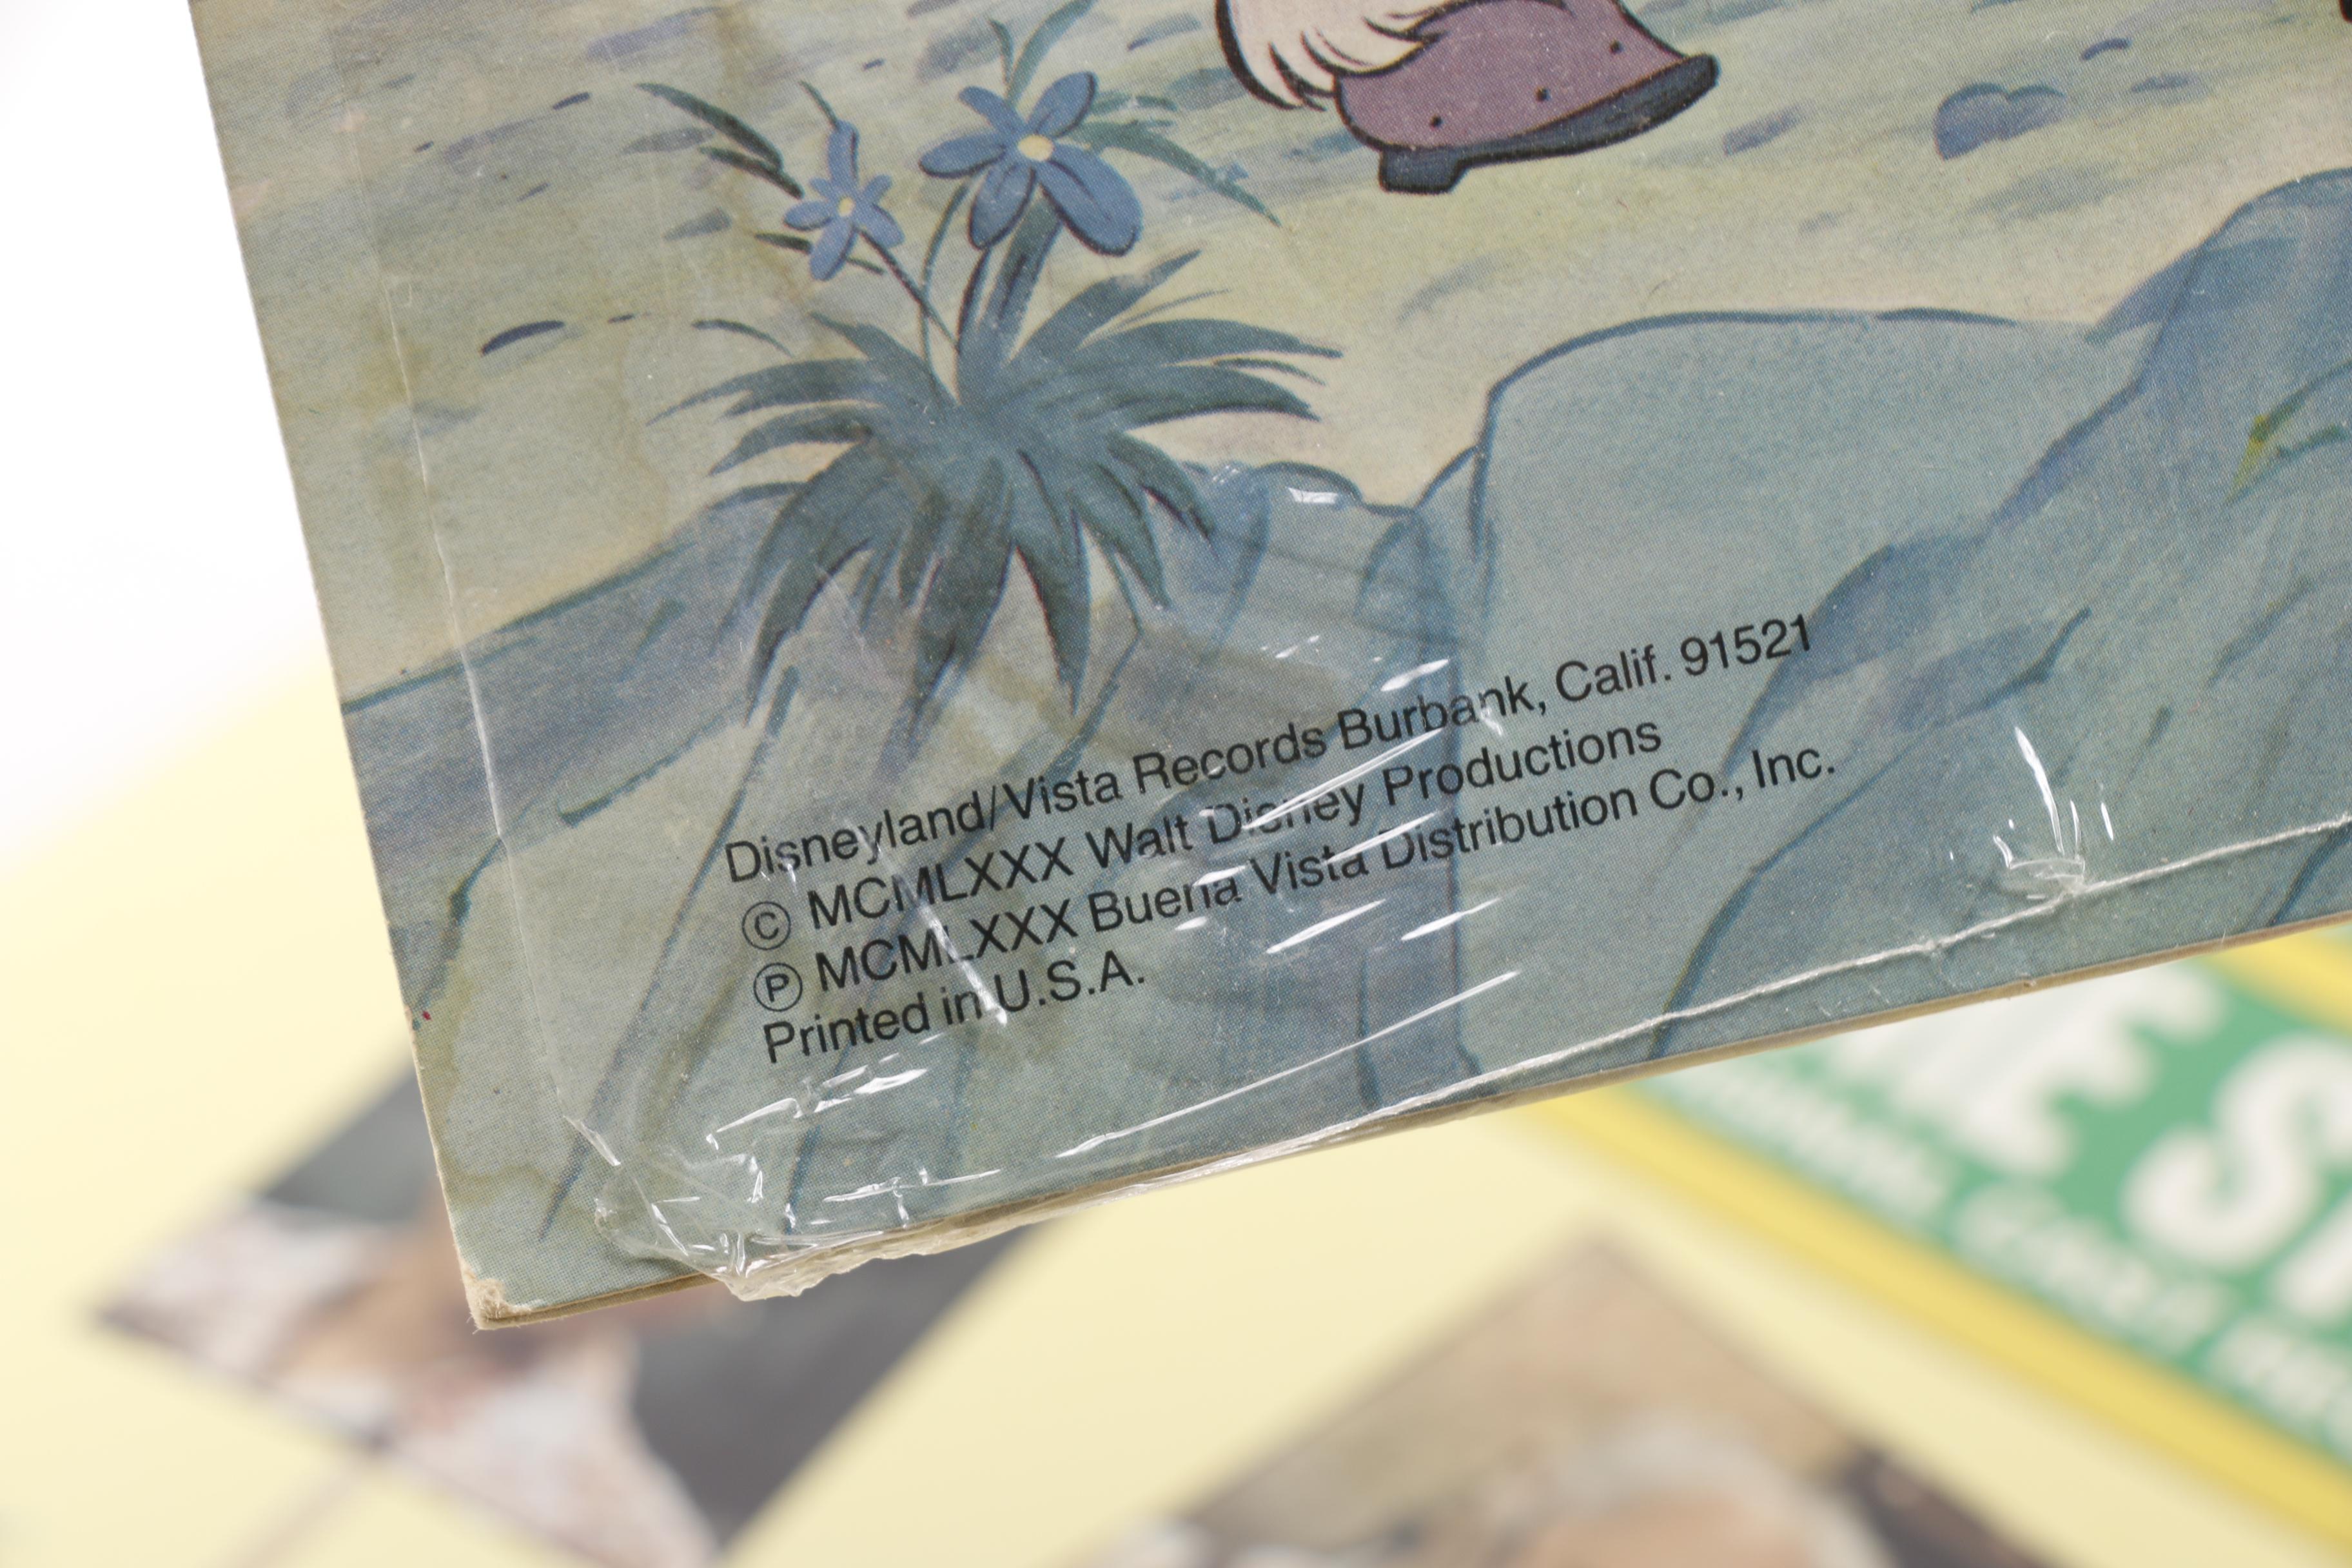 Disneyland/Vista Records Burbank, Calif. 91521
© MCMLXXX Walt Disney Productions
℗ MCMLXXX Buena Vista Distribution Co., Inc.
Printed in U.S.A.